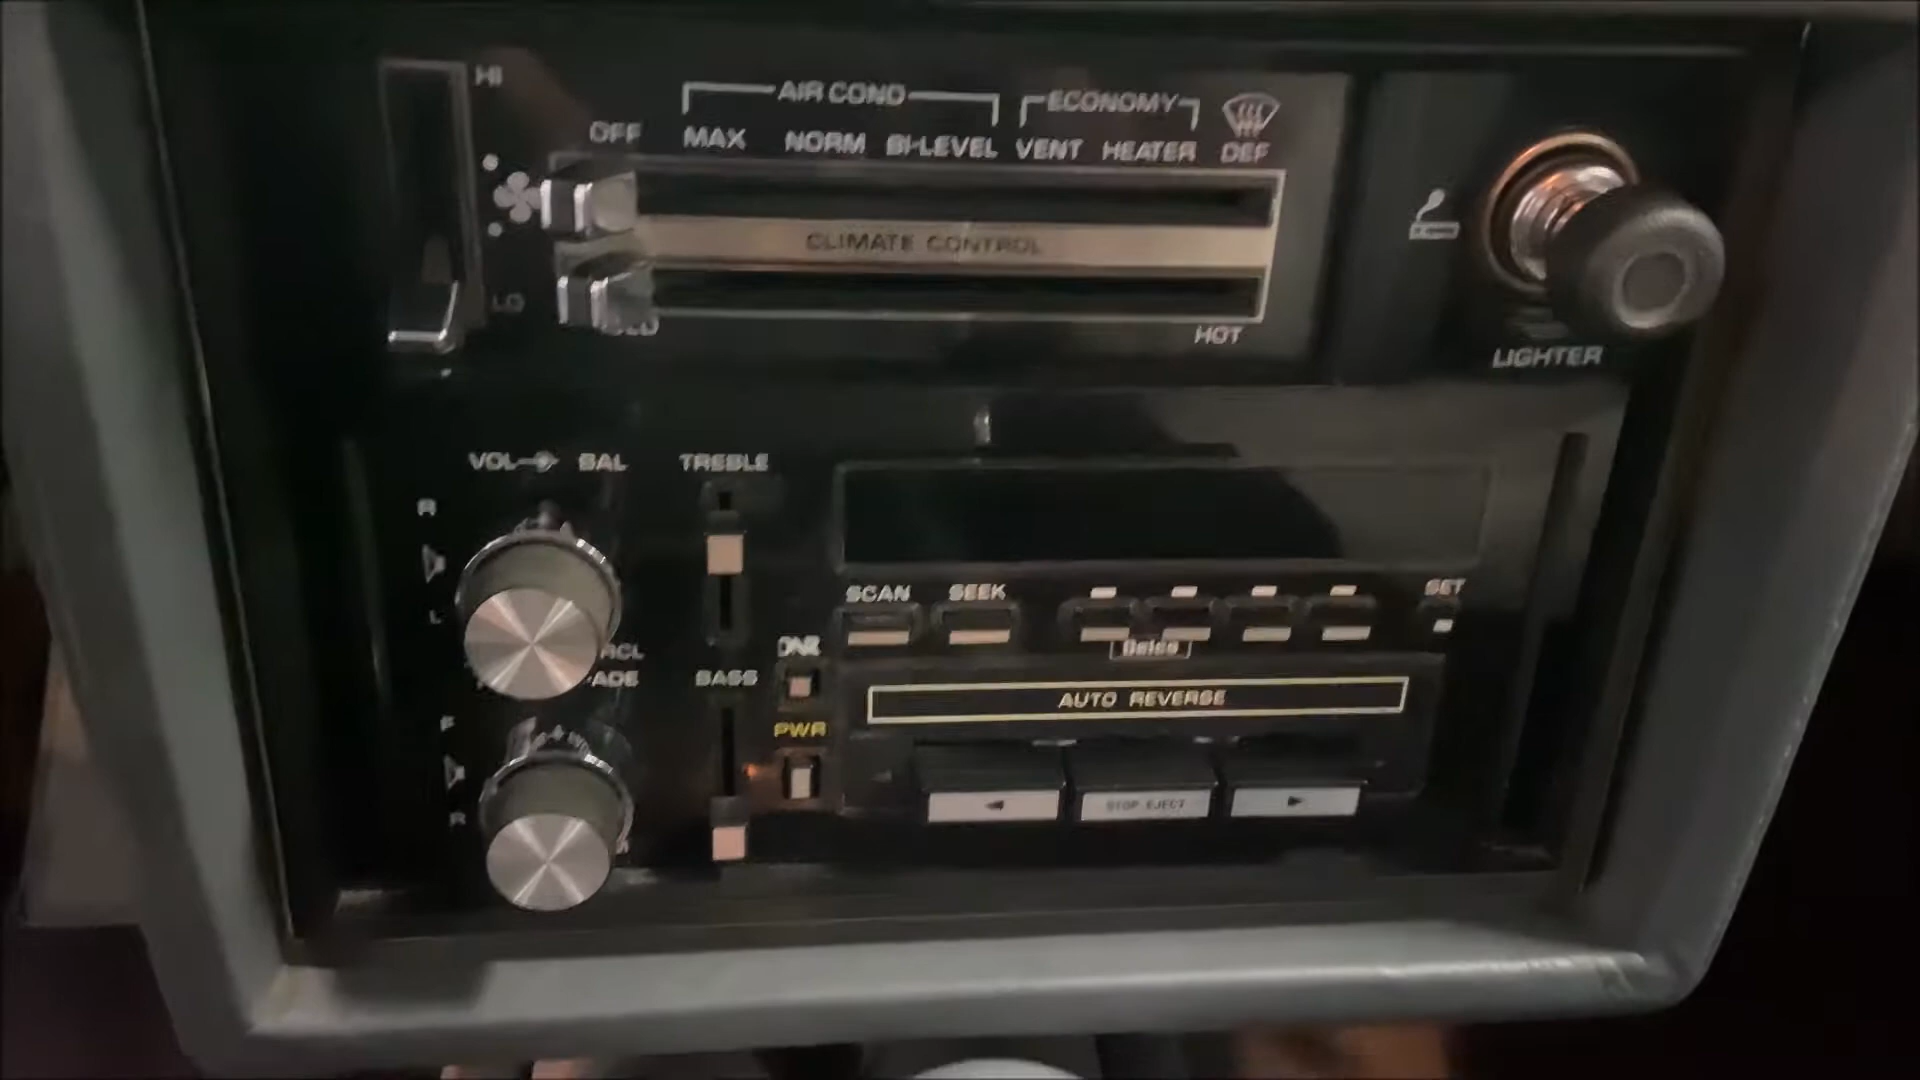 HI
AIR COND
ECONOMY
OFF MAX NORM BI-LEVEL VENT HEATER DEF
CLIMATE CONTROL
LO
HOT
LIGHTER
VOL BAL TREBLE
R
L
SCAN SEEK SET
RCL
DNR
Delco
BASS
AUTO REVERSE
F
PWR
R
STOP EJECT